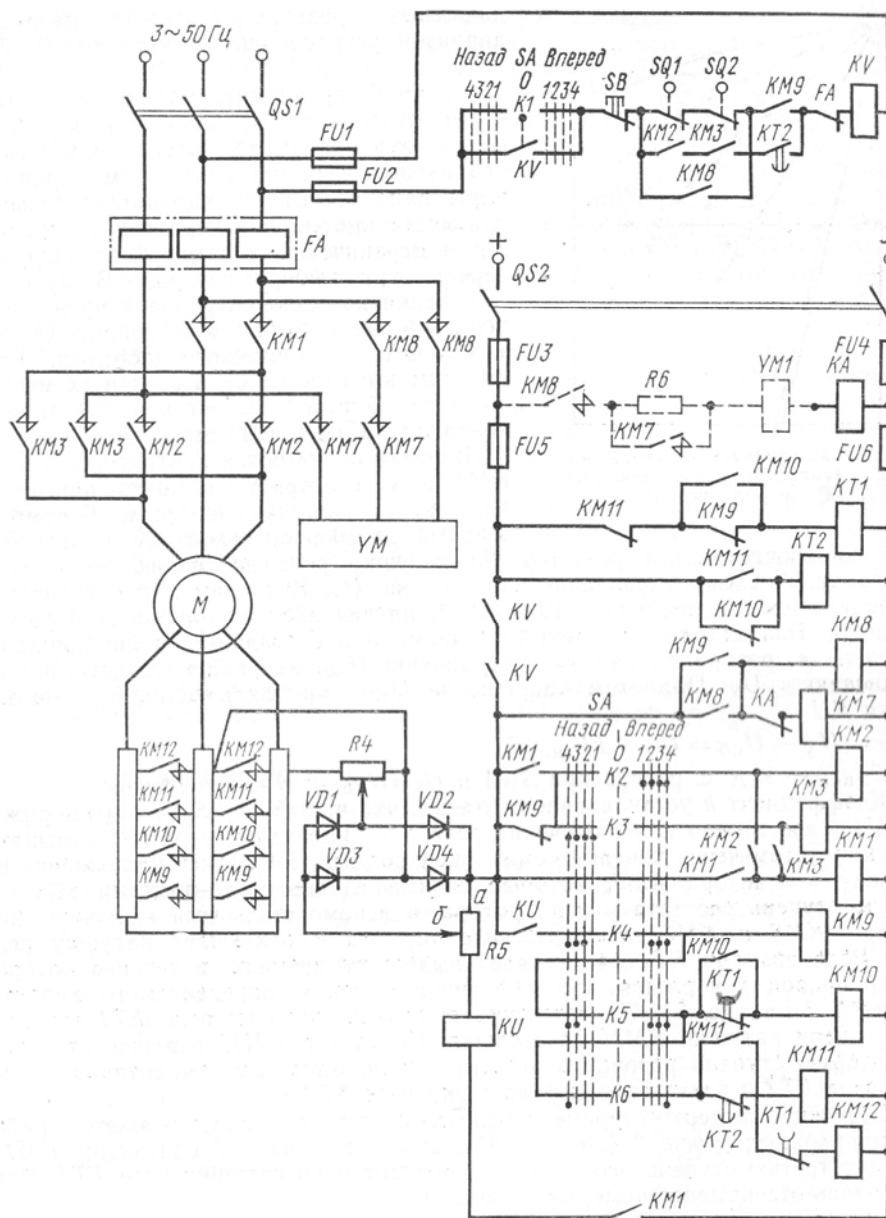 3~50 Гц
Назад SA Вперед
0
4321 K1 1234
SB
SQ1 SQ2
KM9
FA
KV
QS1
FU1
FU2
KV
KM2 KM3 KT2
KM8
FA
+
QS2
KM1
KM8 KM8
FU3
FU4
KM8
R6
YM1
KA
KM7
KM3 KM3 KM2
KM2 KM7 KM7
FU5
FU6
KM10
KM11
KM9
KT1
YM
KM11
KT2
M
KM10
KV
KM9
KM8
KV
KM8 KA
KM7
SA
KM2
Назад Вперед
4321 0 1234
KM12 KM12
R4
KM1
K2
KM3
KM11 KM11
VD1 VD2
KM9
K3
KM1
KM10 KM10
VD3 VD4
KM2
KM1
KM3
KM9 KM9
а
б
KU
K4
KM9
R5
KM10
KT1
KM10
K5
KM11
KU
KM11
K6
KM12
KT2
KT1
KM1